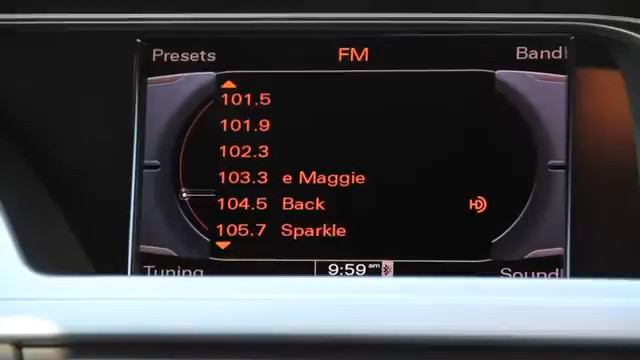 Presets FM Band
101.5
101.9
102.3
103.3 e Maggie
104.5 Back HD
105.7 Sparkle
Tuning 9:59 am Sound